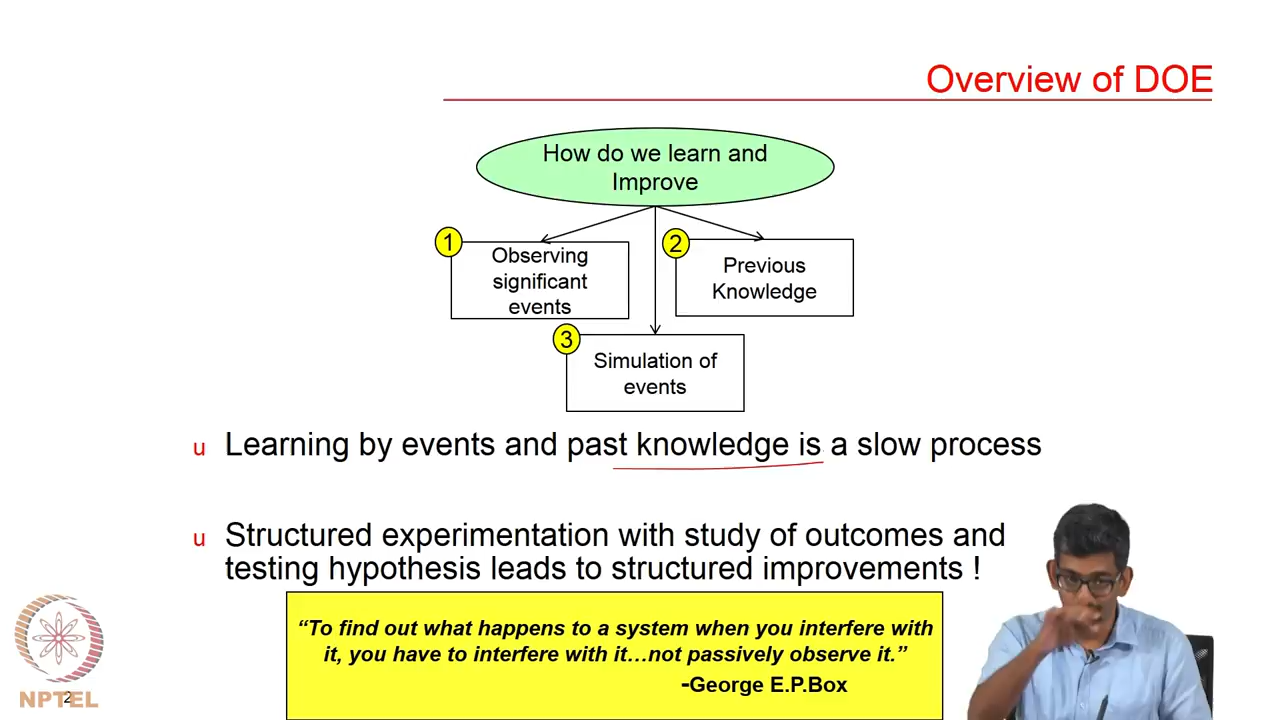 Overview of DOE
How do we learn and
Improve
1
Observing
significant
events
2
Previous
Knowledge
3
Simulation of
events
u Learning by events and past knowledge is a slow process
u Structured experimentation with study of outcomes and
testing hypothesis leads to structured improvements !
“To find out what happens to a system when you interfere with
it, you have to interfere with it…not passively observe it.”
-George E.P.Box
NPTEL
2